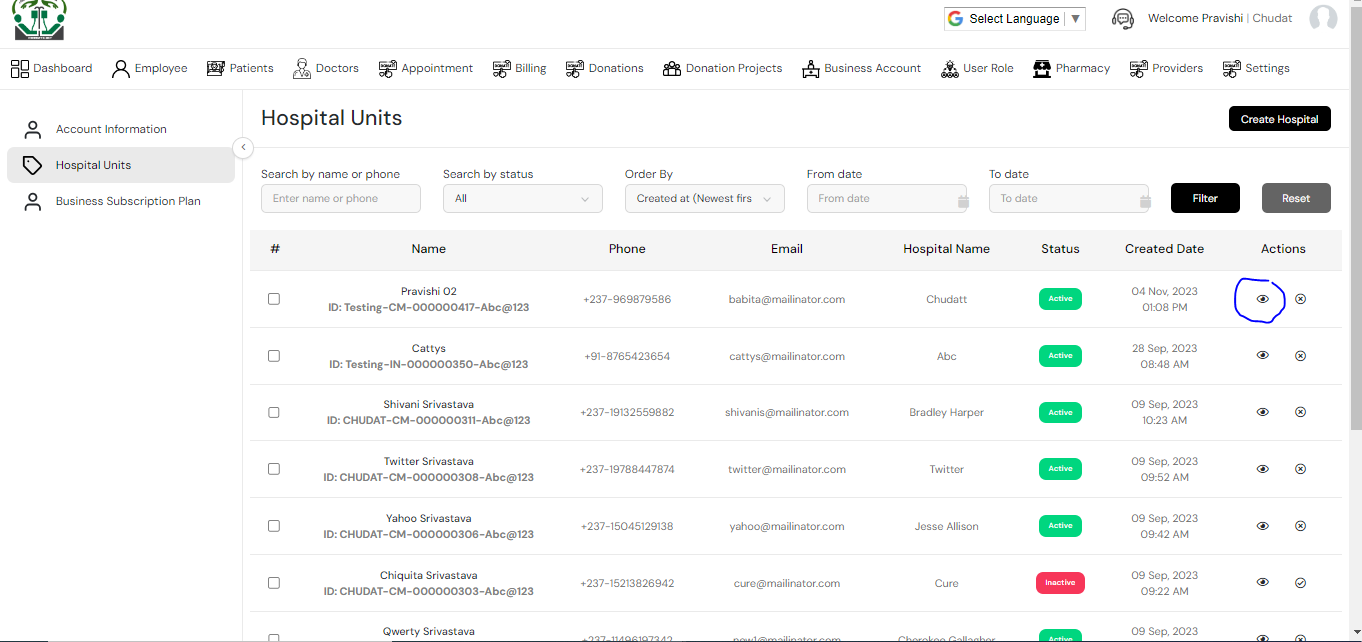 Select Language ▼
Welcome Pravishi | Chudat
Dashboard
Employee
Patients
Doctors
Appointment
Billing
Donations
Donation Projects
Business Account
User Role
Pharmacy
Providers
Settings
Account Information
Hospital Units
Business Subscription Plan
Hospital Units
Create Hospital
Search by name or phone
Search by status
Order By
From date
To date
Enter name or phone
All
Created at (Newest firs
From date
To date
Filter
Reset
# Name Phone Email Hospital Name Status Created Date Actions
Pravishi 02
ID: Testing-CM-000000417-Abc@123
+237-969879586
babita@mailinator.com
Chudatt
Active
04 Nov, 2023
01:08 PM
Cattys
ID: Testing-IN-000000350-Abc@123
+91-8765423654
cattys@mailinator.com
Abc
Active
28 Sep, 2023
08:48 AM
Shivani Srivastava
ID: CHUDAT-CM-000000311-Abc@123
+237-19132559882
shivanis@mailinator.com
Bradley Harper
Active
09 Sep, 2023
10:23 AM
Twitter Srivastava
ID: CHUDAT-CM-000000308-Abc@123
+237-19788447874
twitter@mailinator.com
Twitter
Active
09 Sep, 2023
09:52 AM
Yahoo Srivastava
ID: CHUDAT-CM-000000306-Abc@123
+237-15045129138
yahoo@mailinator.com
Jesse Allison
Active
09 Sep, 2023
09:42 AM
Chiquita Srivastava
ID: CHUDAT-CM-000000303-Abc@123
+237-15213826942
cure@mailinator.com
Cure
Inactive
09 Sep, 2023
09:22 AM
Qwerty Srivastava
+237-11496197342
now1@mailinator.com
Cherokee Gallagher
Active
09 Sep, 2023